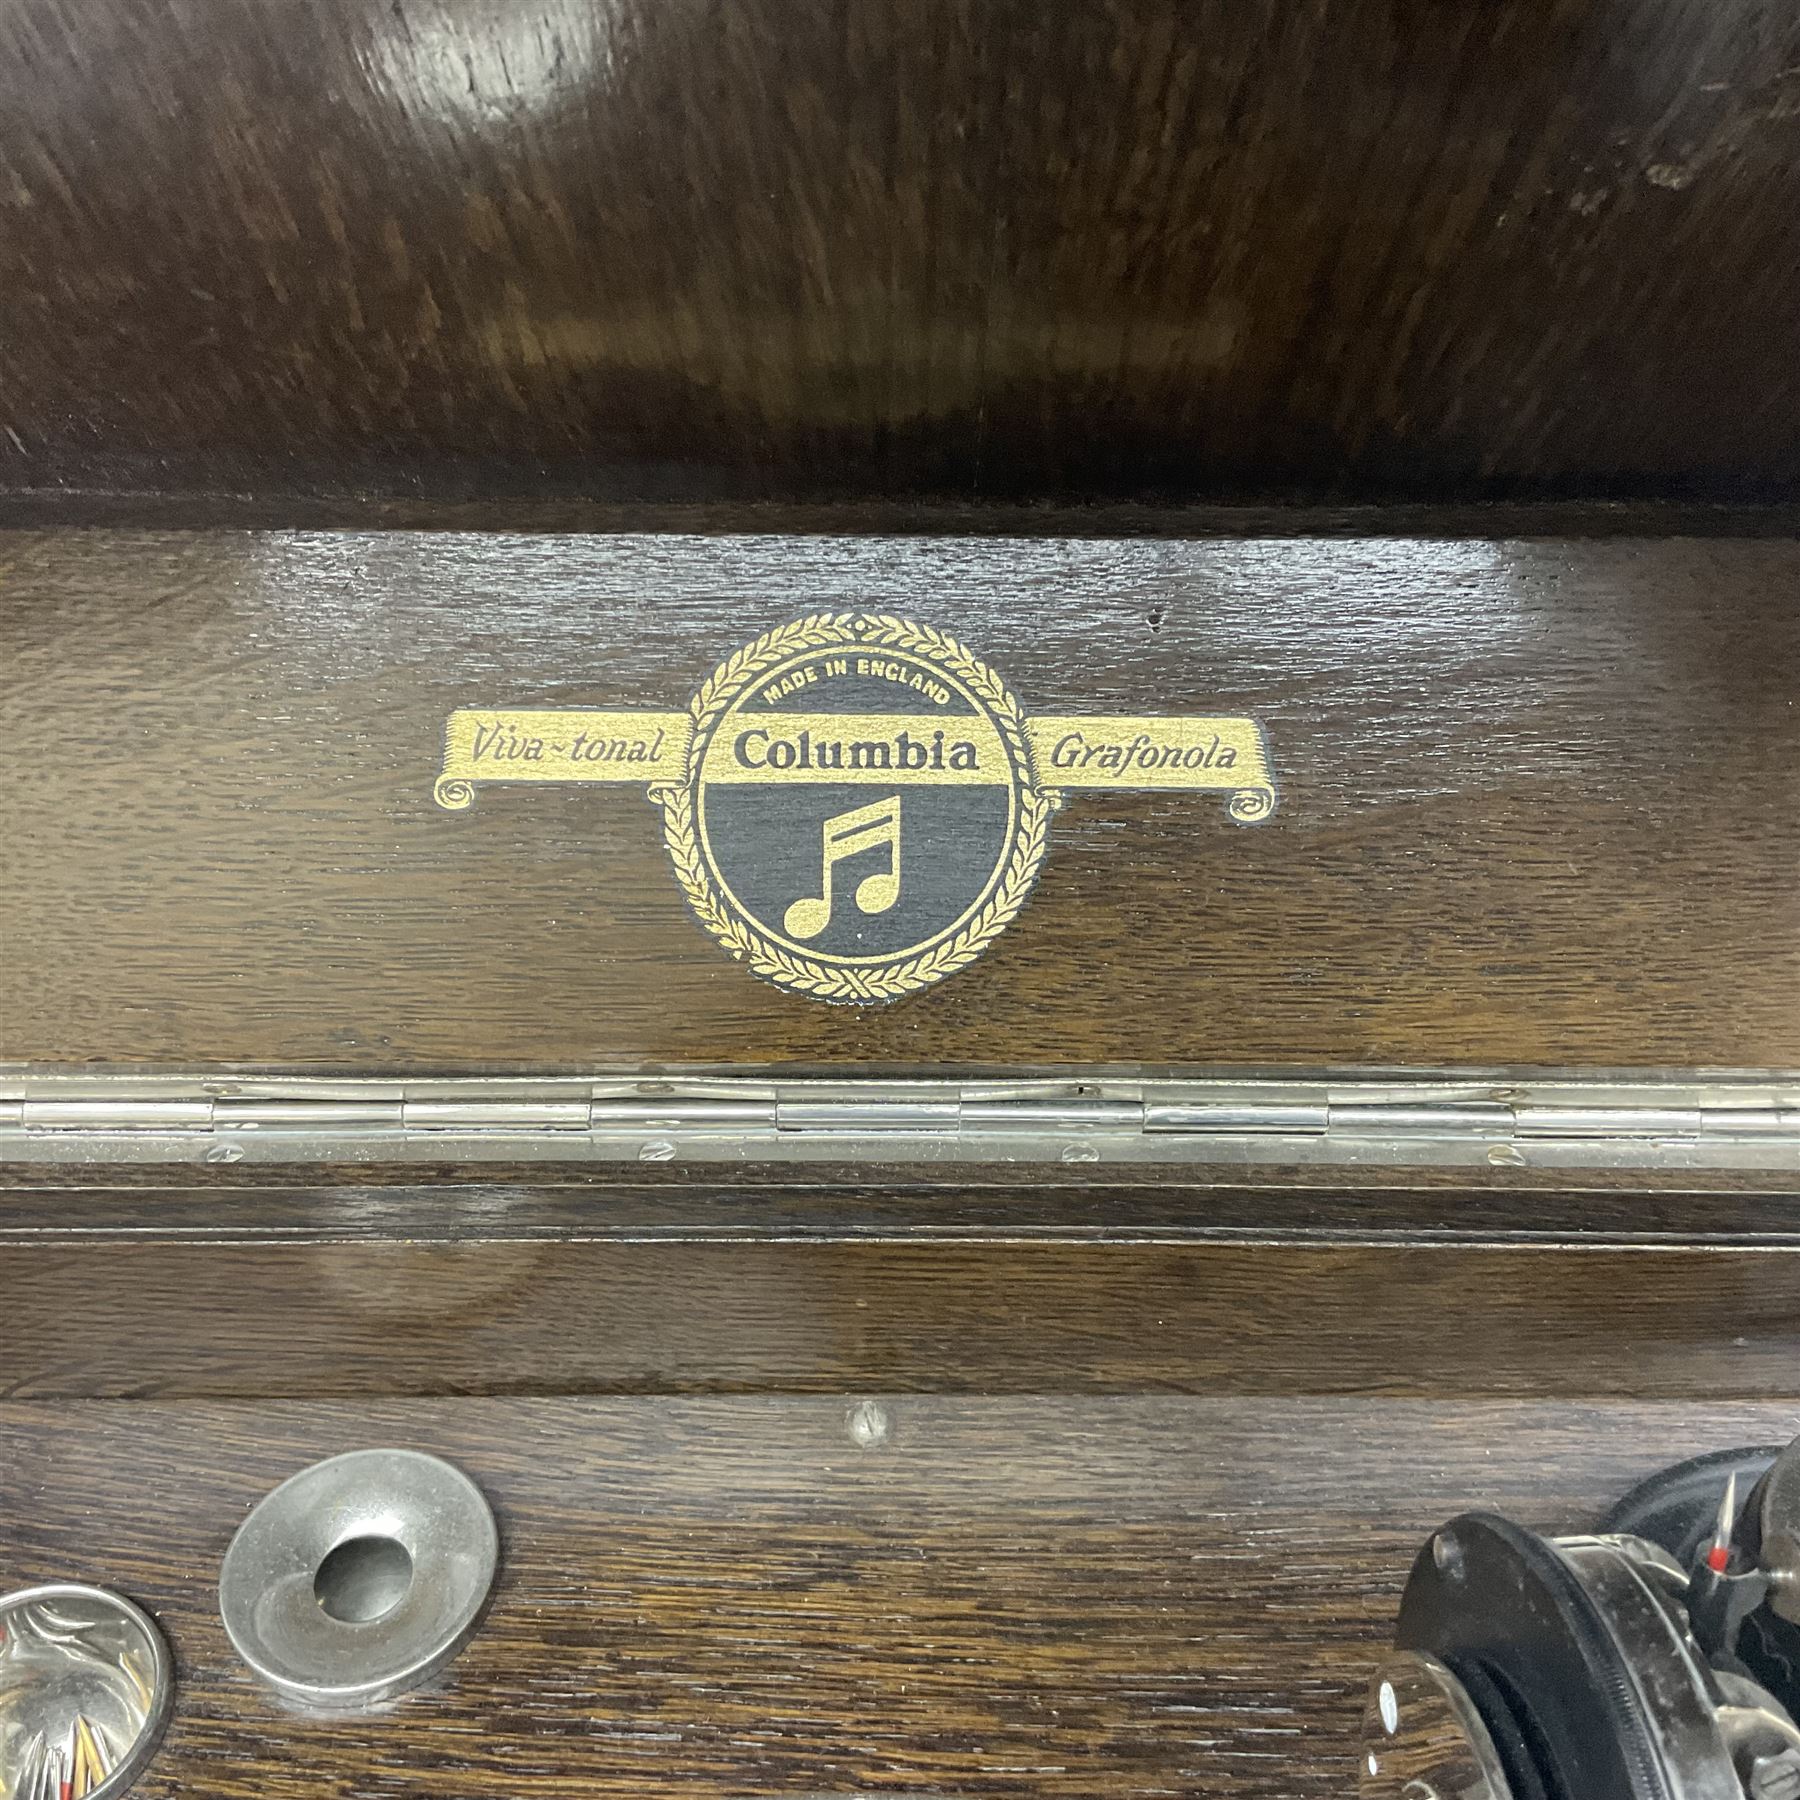 MADE IN ENGLAND
Viva-tonal Columbia Grafonola